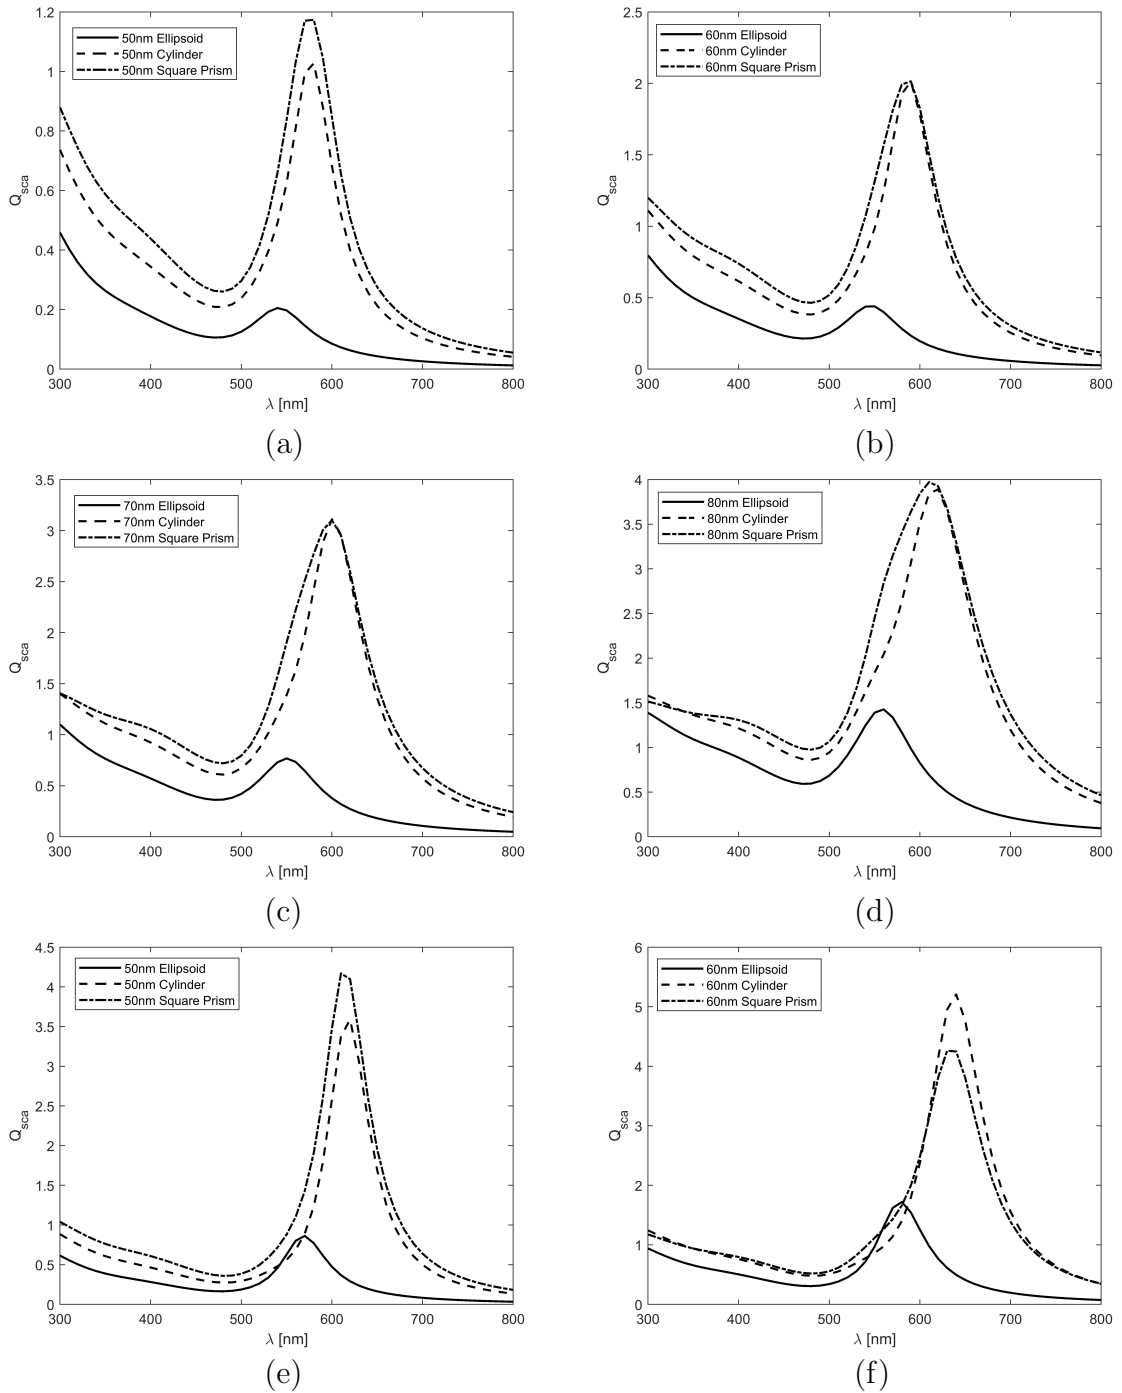 1.2
1
0.8
0.6
0.4
0.2
0
Q_sca
50nm Ellipsoid
50nm Cylinder
50nm Square Prism
300 400 500 600 700 800
λ [nm]
(a)
2.5
2
1.5
1
0.5
0
Q_sca
60nm Ellipsoid
60nm Cylinder
60nm Square Prism
300 400 500 600 700 800
λ [nm]
(b)
3.5
3
2.5
2
1.5
1
0.5
0
Q_sca
70nm Ellipsoid
70nm Cylinder
70nm Square Prism
300 400 500 600 700 800
λ [nm]
(c)
4
3.5
3
2.5
2
1.5
1
0.5
0
Q_sca
80nm Ellipsoid
80nm Cylinder
80nm Square Prism
300 400 500 600 700 800
λ [nm]
(d)
4.5
4
3.5
3
2.5
2
1.5
1
0.5
0
Q_sca
50nm Ellipsoid
50nm Cylinder
50nm Square Prism
300 400 500 600 700 800
λ [nm]
(e)
6
5
4
3
2
1
0
Q_sca
60nm Ellipsoid
60nm Cylinder
60nm Square Prism
300 400 500 600 700 800
λ [nm]
(f)